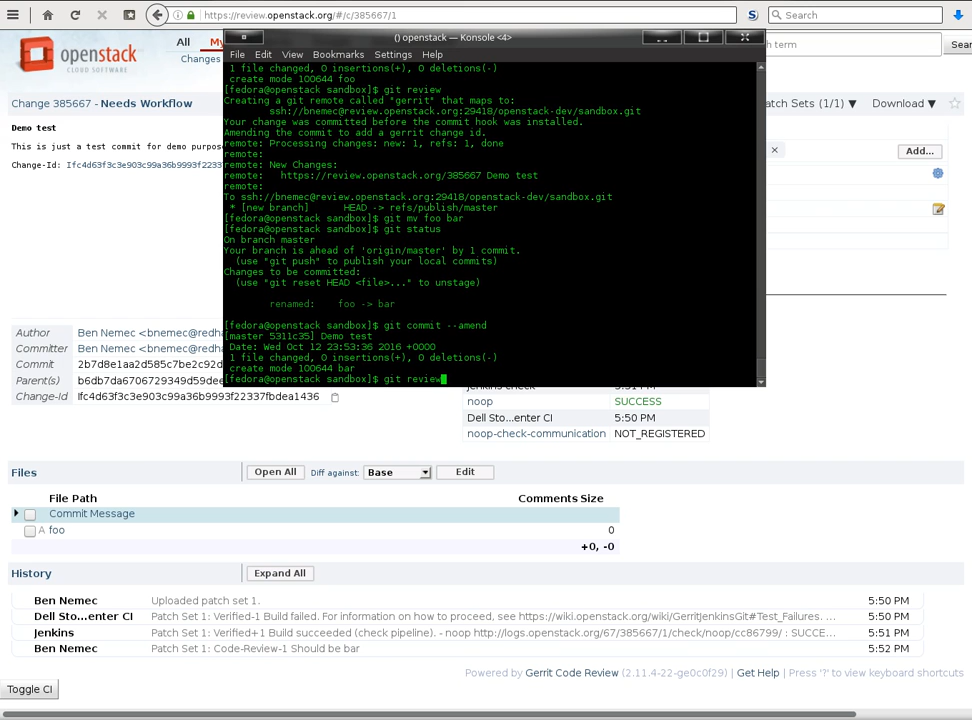 https://review.openstack.org/#/c/385667/1
Search
openstack
CLOUD SOFTWARE
All
My
Changes
() openstack — Konsole <4>
File Edit View Bookmarks Settings Help
h term
Change 385667 - Needs Workflow
atch Sets (1/1) ▼ Download ▼
Demo test
This is just a test commit for demo purpose
Change-Id: Ifc4d63f3c3e903c99a36b9993f22337
Add...
1 file changed, 0 insertions(+), 0 deletions(-)
create mode 100644 foo
[fedora@openstack sandbox]$ git review
Creating a git remote called "gerrit" that maps to:
ssh://bnemec@review.openstack.org:29418/openstack-dev/sandbox.git
Your change was committed before the commit hook was installed.
Amending the commit to add a gerrit change id.
remote: Processing changes: new: 1, refs: 1, done
remote:
remote: New Changes:
remote:   https://review.openstack.org/385667 Demo test
remote:
To ssh://bnemec@review.openstack.org:29418/openstack-dev/sandbox.git
* [new branch]      HEAD -> refs/publish/master
[fedora@openstack sandbox]$ git mv foo bar
[fedora@openstack sandbox]$ git status
On branch master
Your branch is ahead of 'origin/master' by 1 commit.
(use "git push" to publish your local commits)
Changes to be committed:
(use "git reset HEAD <file>..." to unstage)
renamed:    foo -> bar
[fedora@openstack sandbox]$ git commit --amend
[master 5311c35] Demo test
Date: Wed Oct 12 23:53:36 2016 +0000
1 file changed, 0 insertions(+), 0 deletions(-)
create mode 100644 bar
[fedora@openstack sandbox]$ git review
Author Ben Nemec <bnemec@redha
Committer Ben Nemec <bnemec@redha
Commit 2b7d8e1aa2d585c7be2c92d
Parent(s) b6db7da6706729349d59dee
Change-Id Ifc4d63f3c3e903c99a36b9993f22337fbdea1436
noop SUCCESS
Dell Sto...enter CI 5:50 PM
noop-check-communication NOT_REGISTERED
Files
Open All
Diff against: Base
Edit
File Path
Comments Size
Commit Message
A foo 0
+0, -0
History
Expand All
Ben Nemec Uploaded patch set 1. 5:50 PM
Dell Sto...enter CI Patch Set 1: Verified-1 Build failed. For information on how to proceed, see https://wiki.openstack.org/wiki/GerritJenkinsGit#Test_Failures. ... 5:50 PM
Jenkins Patch Set 1: Verified+1 Build succeeded (check pipeline). - noop http://logs.openstack.org/67/385667/1/check/noop/cc86799/ : SUCCE... 5:51 PM
Ben Nemec Patch Set 1: Code-Review-1 Should be bar 5:52 PM
Powered by Gerrit Code Review (2.11.4-22-ge0c0f29) | Get Help | Press '?' to view keyboard shortcuts
Toggle CI